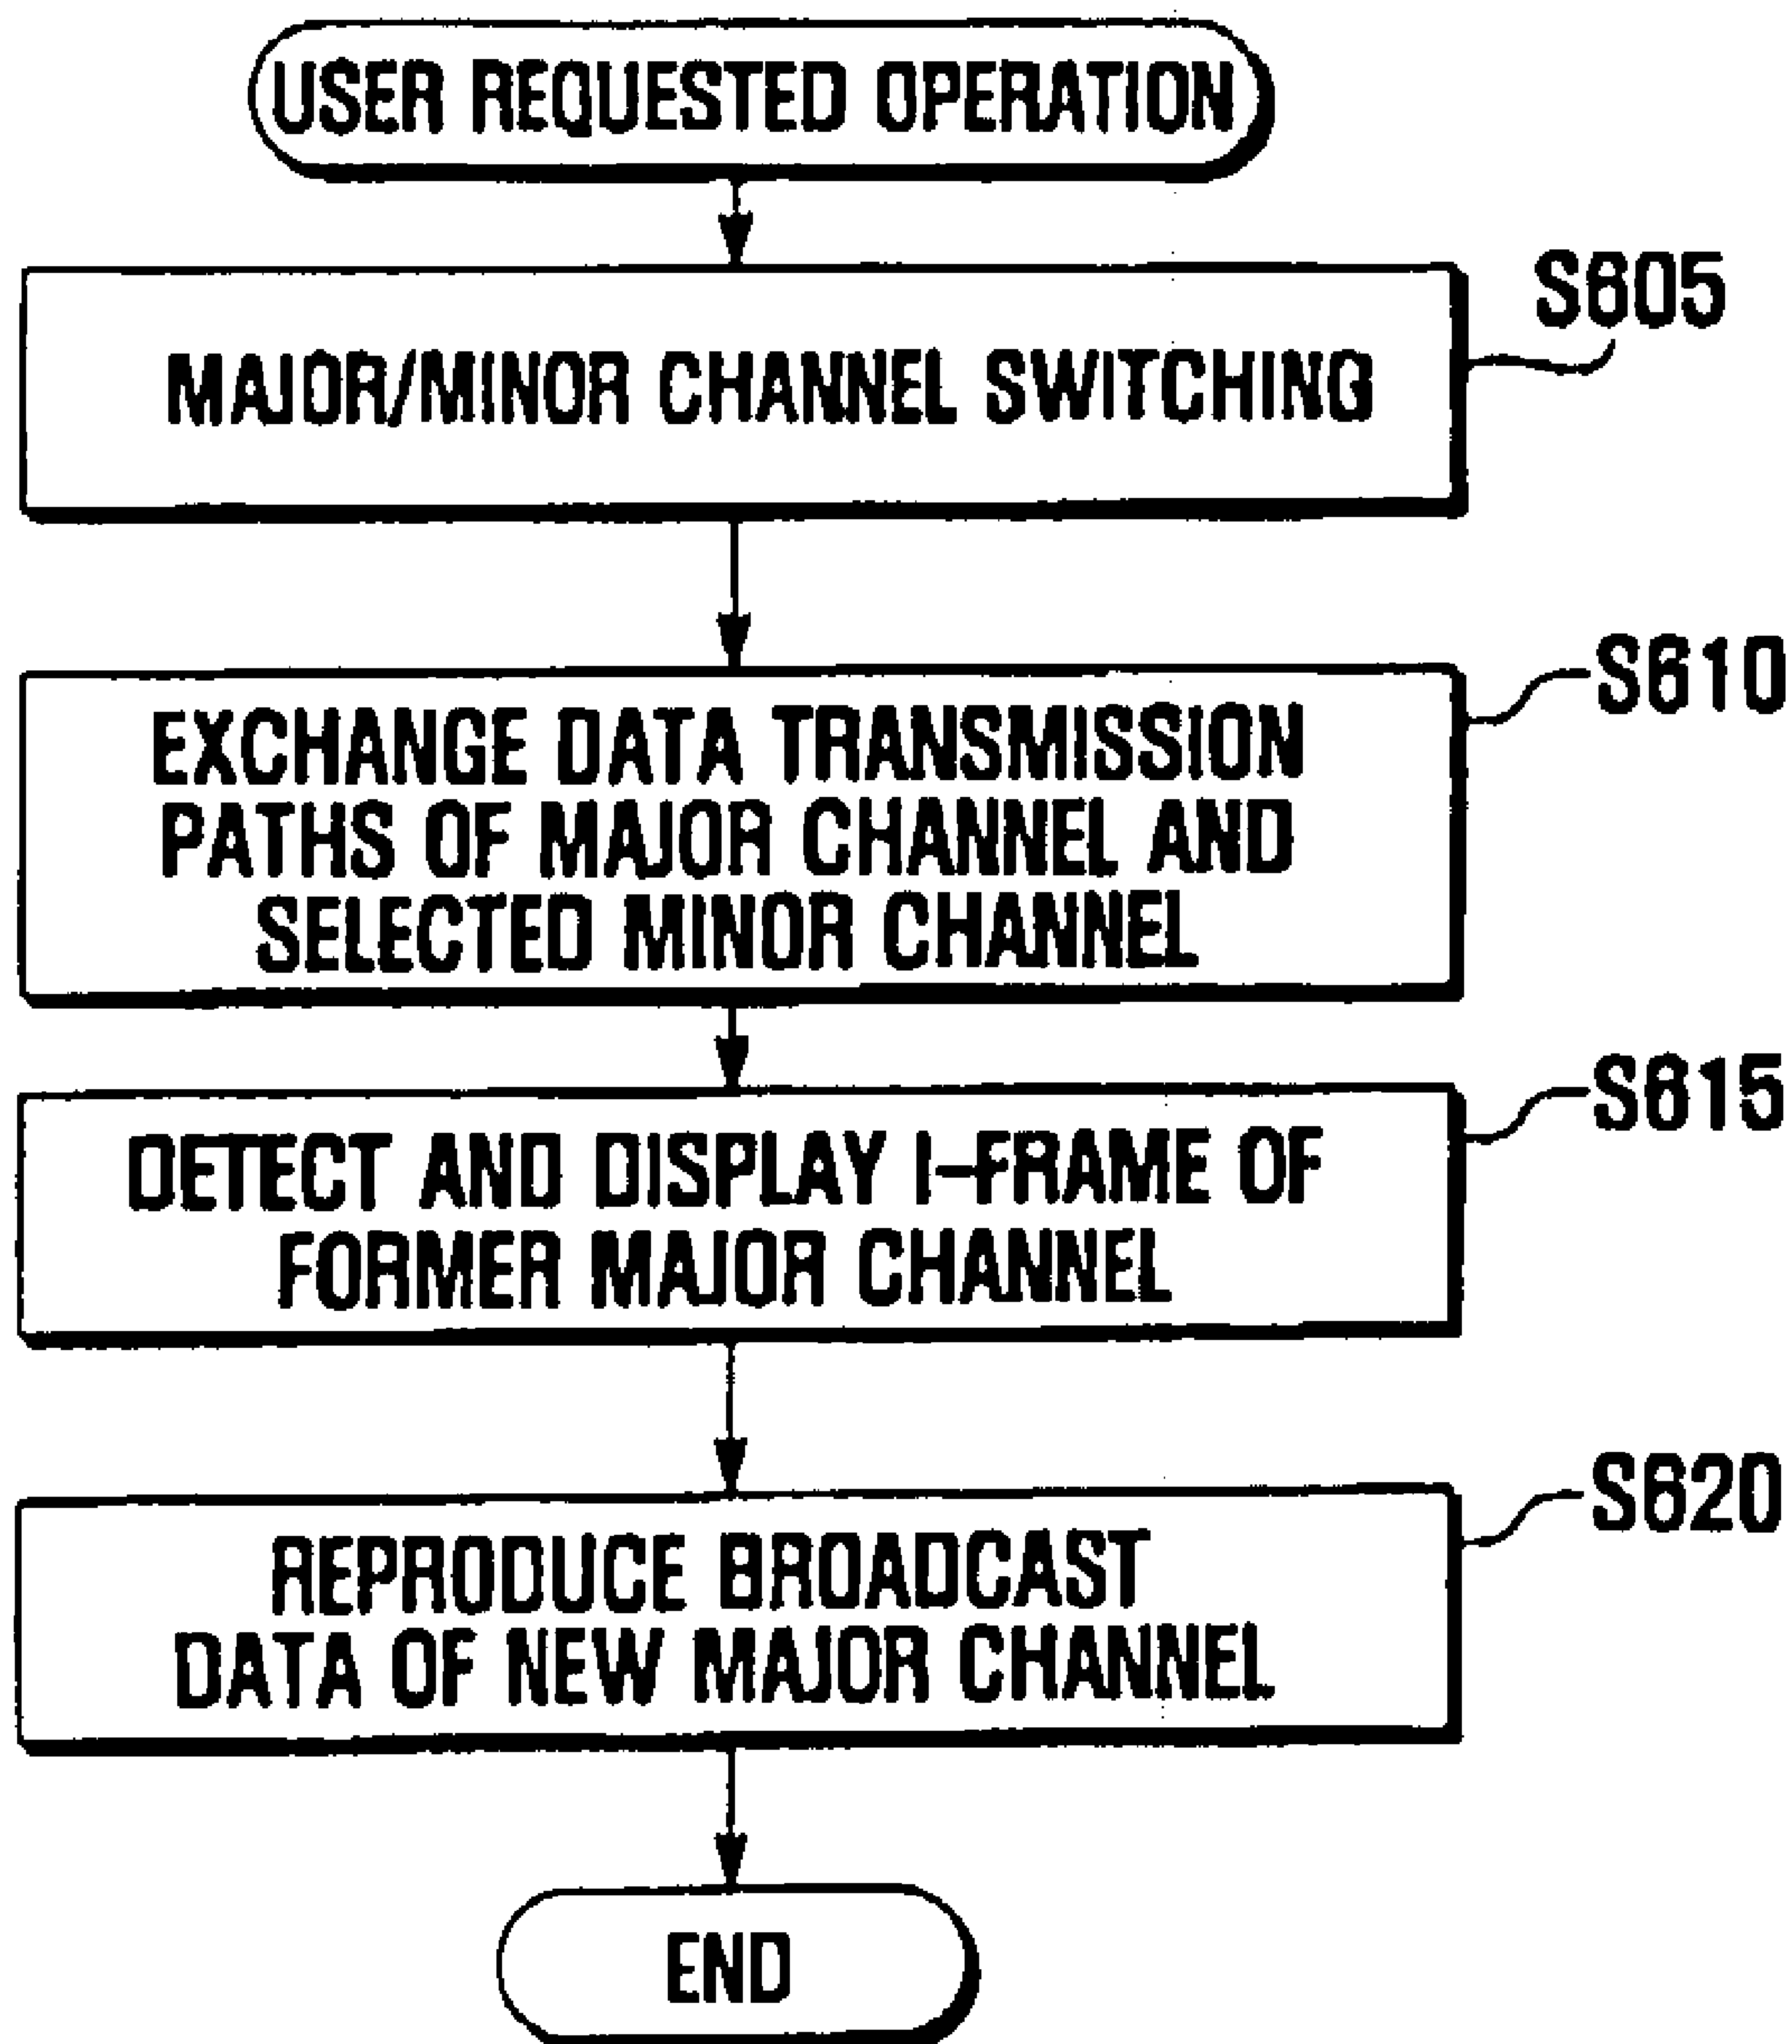 USER REQUESTED OPERATION
S605
MAJOR/MINOR CHANNEL SWITCHING
S610
EXCHANGE DATA TRANSMISSION
PATHS OF MAJOR CHANNEL AND
SELECTED MINOR CHANNEL
S615
DETECT AND DISPLAY I-FRAME OF
FORMER MAJOR CHANNEL
S620
REPRODUCE BROADCAST
DATA OF NEW MAJOR CHANNEL
END